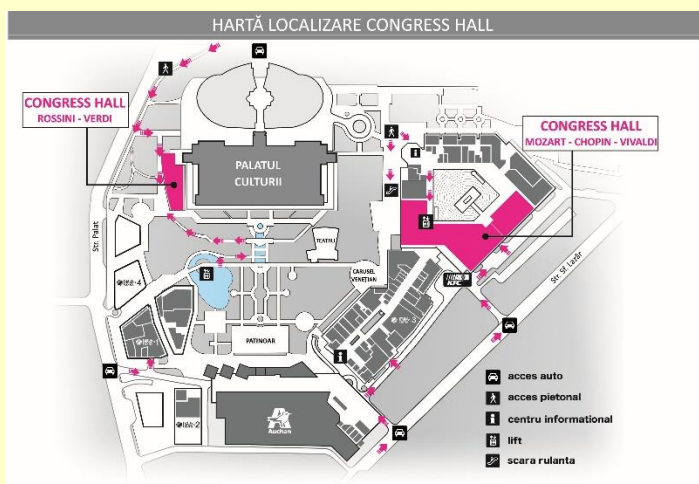 HARTĂ LOCALIZARE CONGRESS HALL
CONGRESS HALL
ROSSINI - VERDI
CONGRESS HALL
MOZART - CHOPIN - VIVALDI
PALATUL
CULTURII
TEATRU
CARUSEL
VENEȚIAN
KFC
Str. Palat
Str. Sf. Lazăr
PATINOAR
Auchan
acces auto
acces pietonal
centru informational
lift
scara rulanta